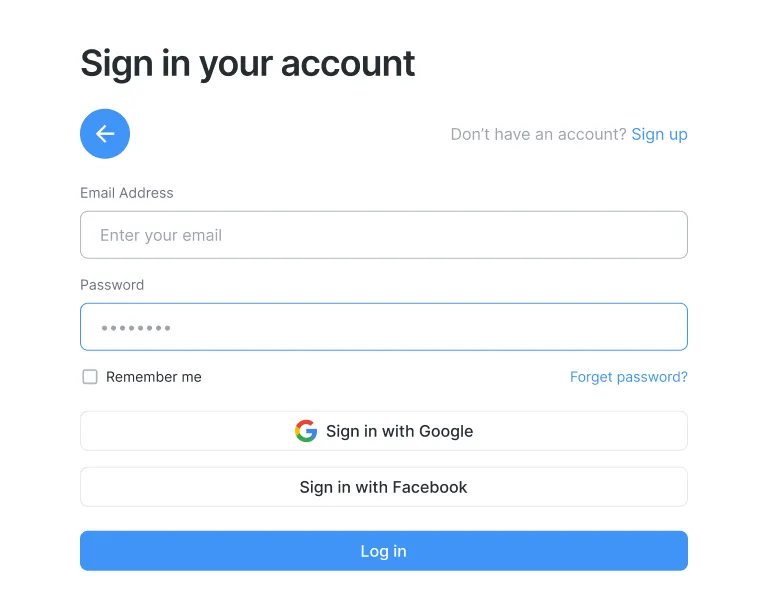 Sign in your account
Don’t have an account? Sign up
Email Address
Enter your email
Password
••••••••
Remember me
Forget password?
Sign in with Google
Sign in with Facebook
Log in